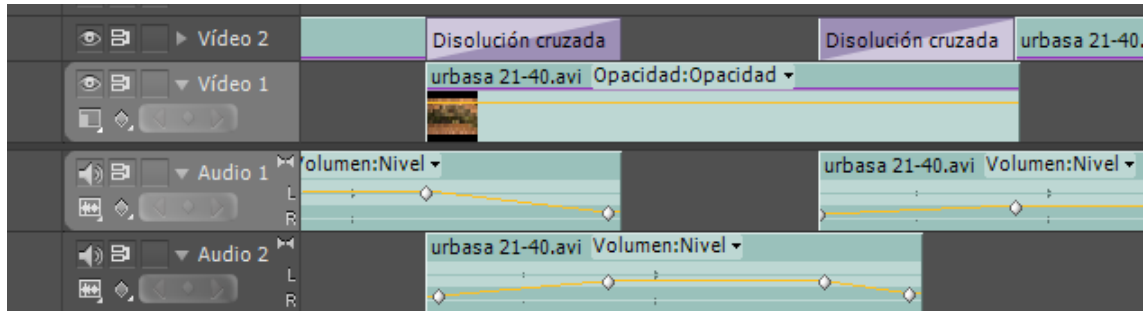 Vídeo 2
Disolución cruzada
Disolución cruzada
urbasa 21-40.
Vídeo 1
urbasa 21-40.avi Opacidad:Opacidad
Audio 1
L
R
olumen:Nivel
urbasa 21-40.avi Volumen:Nivel
Audio 2
L
R
urbasa 21-40.avi Volumen:Nivel